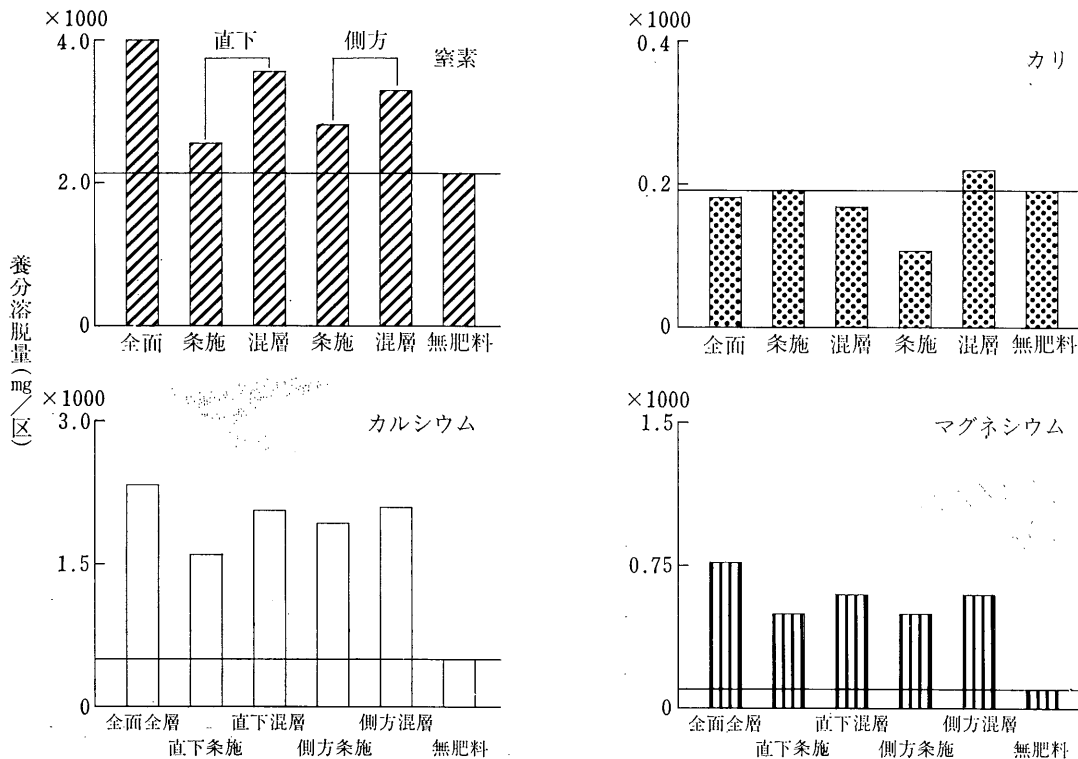 養分溶脱量(mg/区)
×1000
4.0
2.0
0
直下
側方
窒素
全面 条施 混層 条施 混層 無肥料
×1000
0.4
0.2
0
カリ
全面 条施 混層 条施 混層 無肥料
×1000
3.0
1.5
0
カルシウム
全面全層 直下混層 側方混層
直下条施 側方条施 無肥料
×1000
1.5
0.75
0
マグネシウム
全面全層 直下混層 側方混層
直下条施 側方条施 無肥料